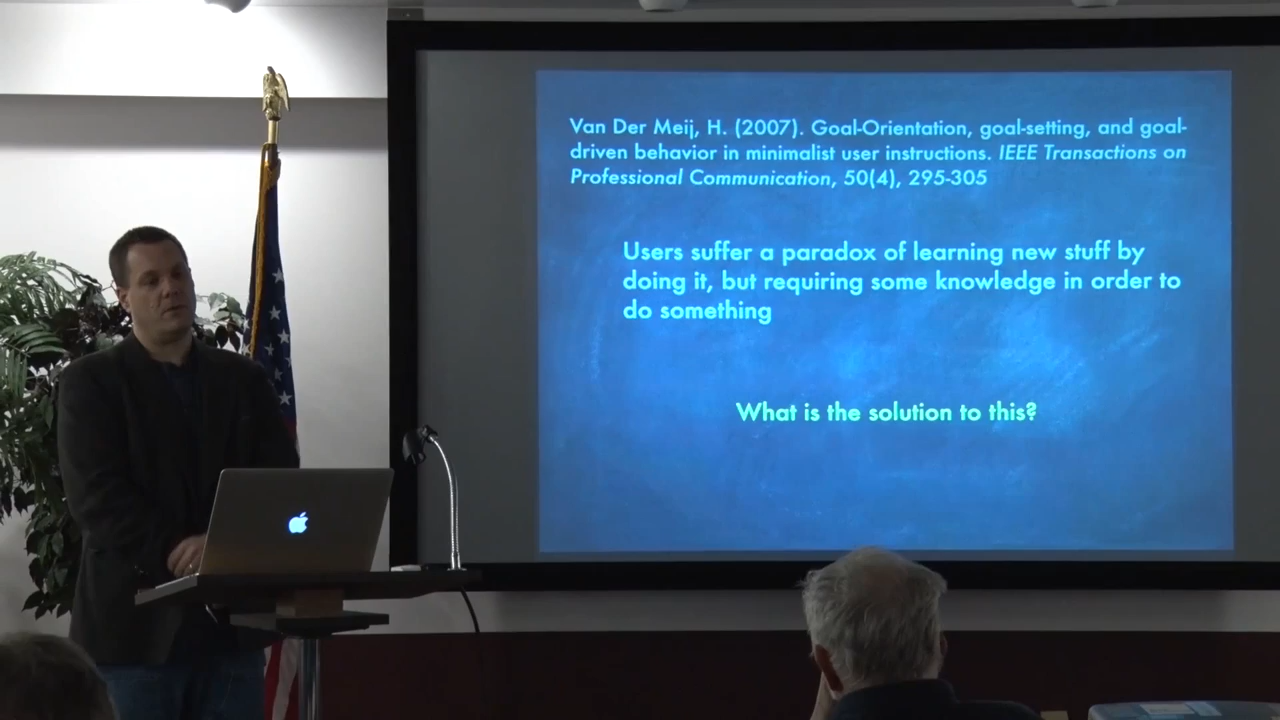 Van Der Meij, H. (2007). Goal-Orientation, goal-setting, and goal-
driven behavior in minimalist user instructions. IEEE Transactions on
Professional Communication, 50(4), 295-305
Users suffer a paradox of learning new stuff by
doing it, but requiring some knowledge in order to
do something
What is the solution to this?